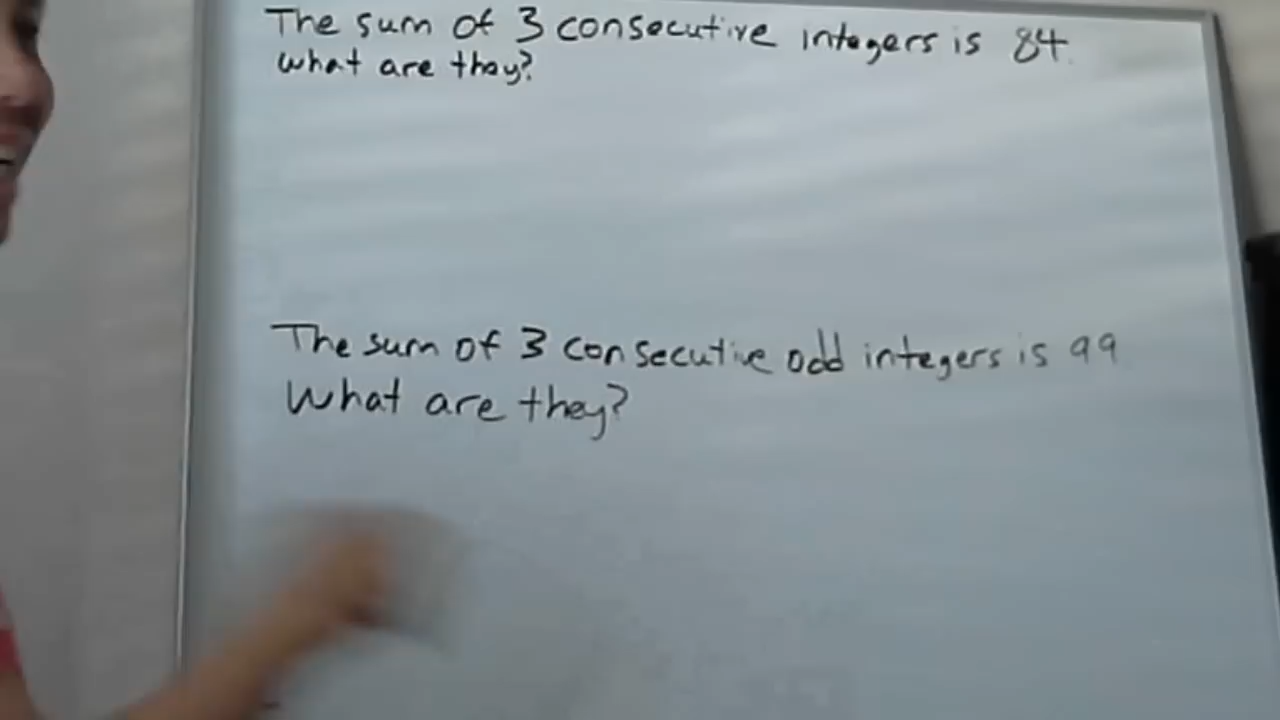 The sum of 3 consecutive integers is 84.
What are they?
The sum of 3 consecutive odd integers is 99
What are they?